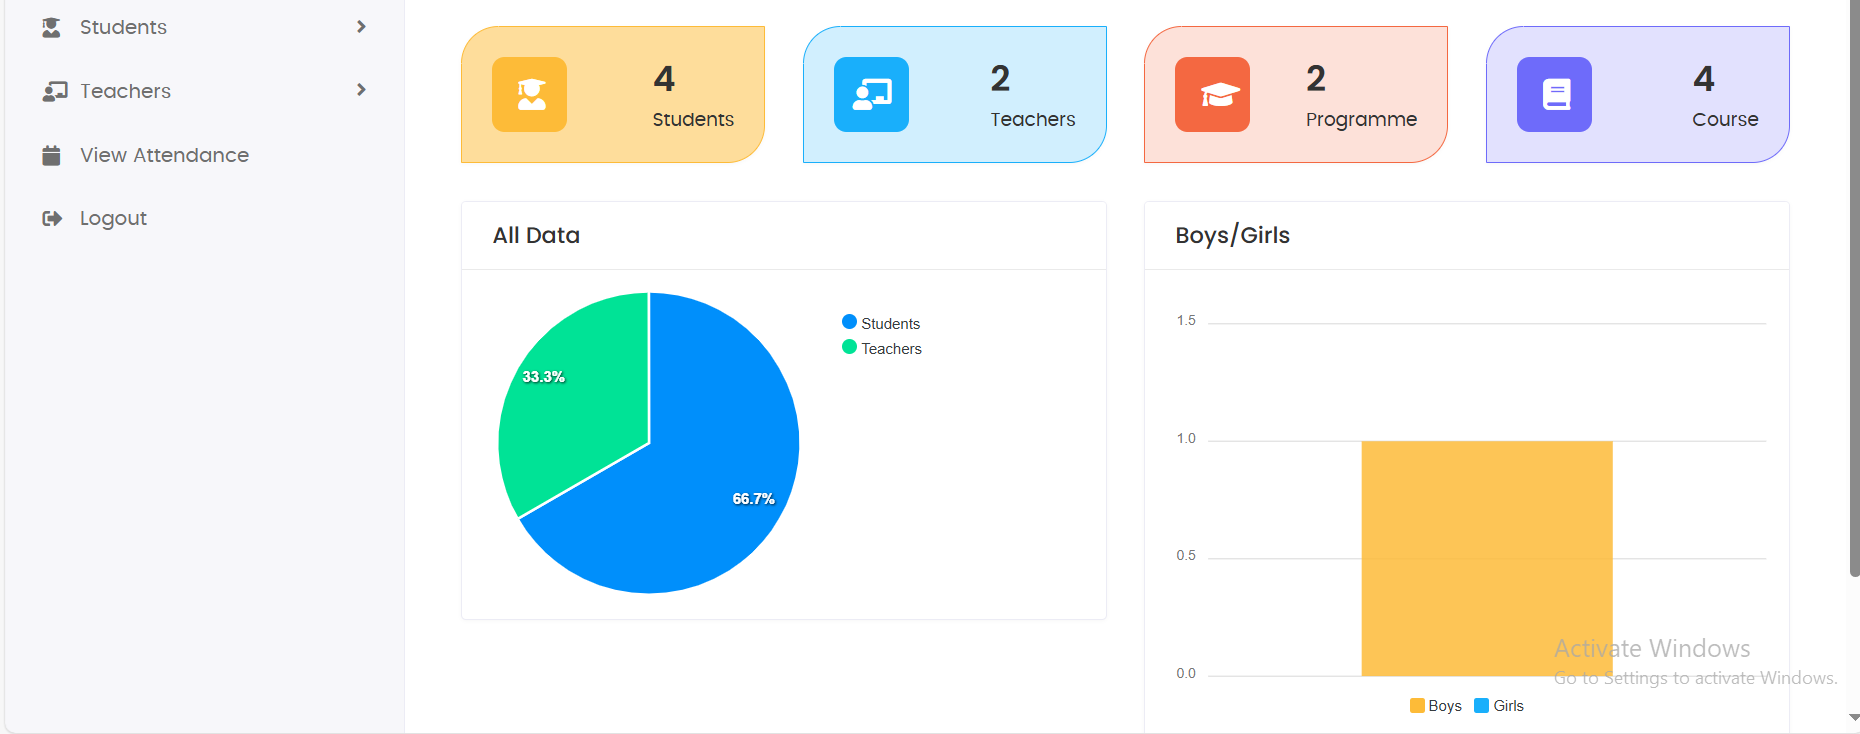 Students
Teachers
View Attendance
Logout
4
Students
2
Teachers
2
Programme
4
Course
All Data
33.3%
66.7%
Students
Teachers
Boys/Girls
1.5
1.0
0.5
0.0
Boys Girls
Activate Windows
Go to Settings to activate Windows.